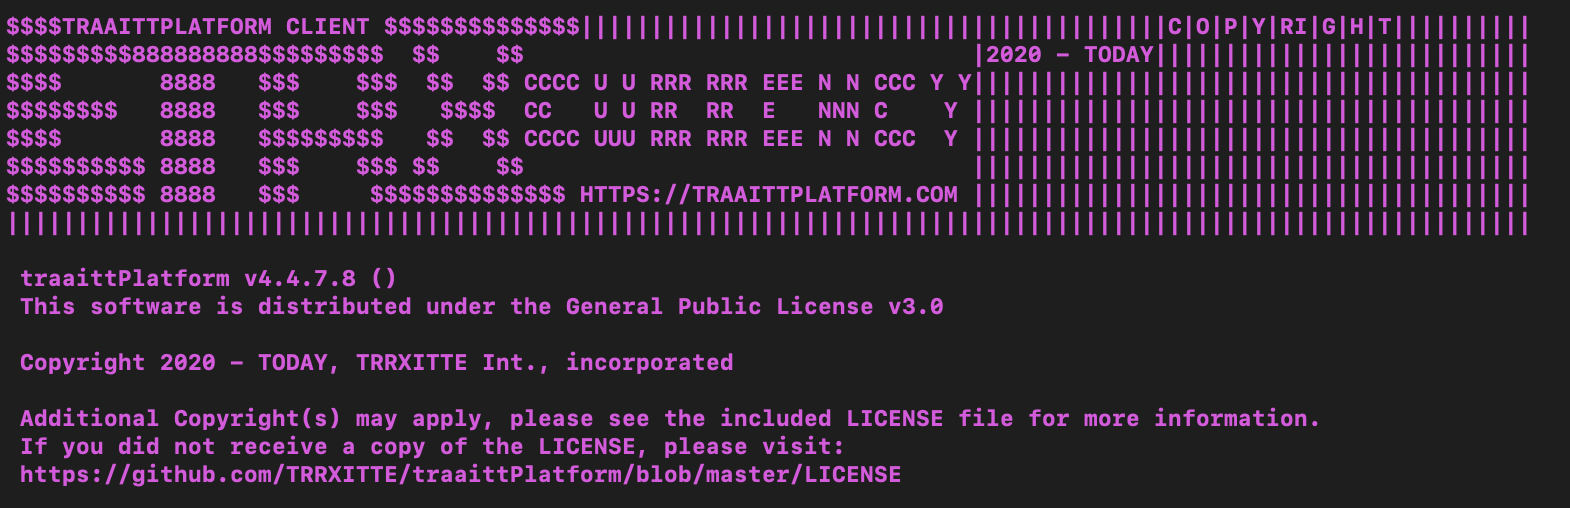 $$$$TRAAITTPLATFORM CLIENT $$$$$$$$$$$$$$||||||||||||||||||||||||||||||||||||||||||C|O|P|Y|RI|G|H|T||||||||||
$$$$$$$$$888888888$$$$$$$$$  $$    $$                                |2020 – TODAY|||||||||||||||||||||||||||
$$$$       8888   $$$    $$$  $$  $$ CCCC U U RRR RRR EEE N N CCC Y Y||||||||||||||||||||||||||||||||||||||||
$$$$$$$$   8888   $$$    $$$   $$$$  CC   U U RR  RR  E   NNN C    Y ||||||||||||||||||||||||||||||||||||||||
$$$$       8888   $$$$$$$$$   $$  $$ CCCC UUU RRR RRR EEE N N CCC  Y ||||||||||||||||||||||||||||||||||||||||
$$$$$$$$$$ 8888   $$$    $$$ $$    $$                                ||||||||||||||||||||||||||||||||||||||||
$$$$$$$$$$ 8888   $$$     $$$$$$$$$$$$$$ HTTPS://TRAAITTPLATFORM.COM ||||||||||||||||||||||||||||||||||||||||
|||||||||||||||||||||||||||||||||||||||||||||||||||||||||||||||||||||||||||||||||||||||||||||||||||||||||||||
traaittPlatform v4.4.7.8 ()
This software is distributed under the General Public License v3.0
Copyright 2020 – TODAY, TRRXITTE Int., incorporated
Additional Copyright(s) may apply, please see the included LICENSE file for more information.
If you did not receive a copy of the LICENSE, please visit:
https://github.com/TRRXITTE/traaittPlatform/blob/master/LICENSE